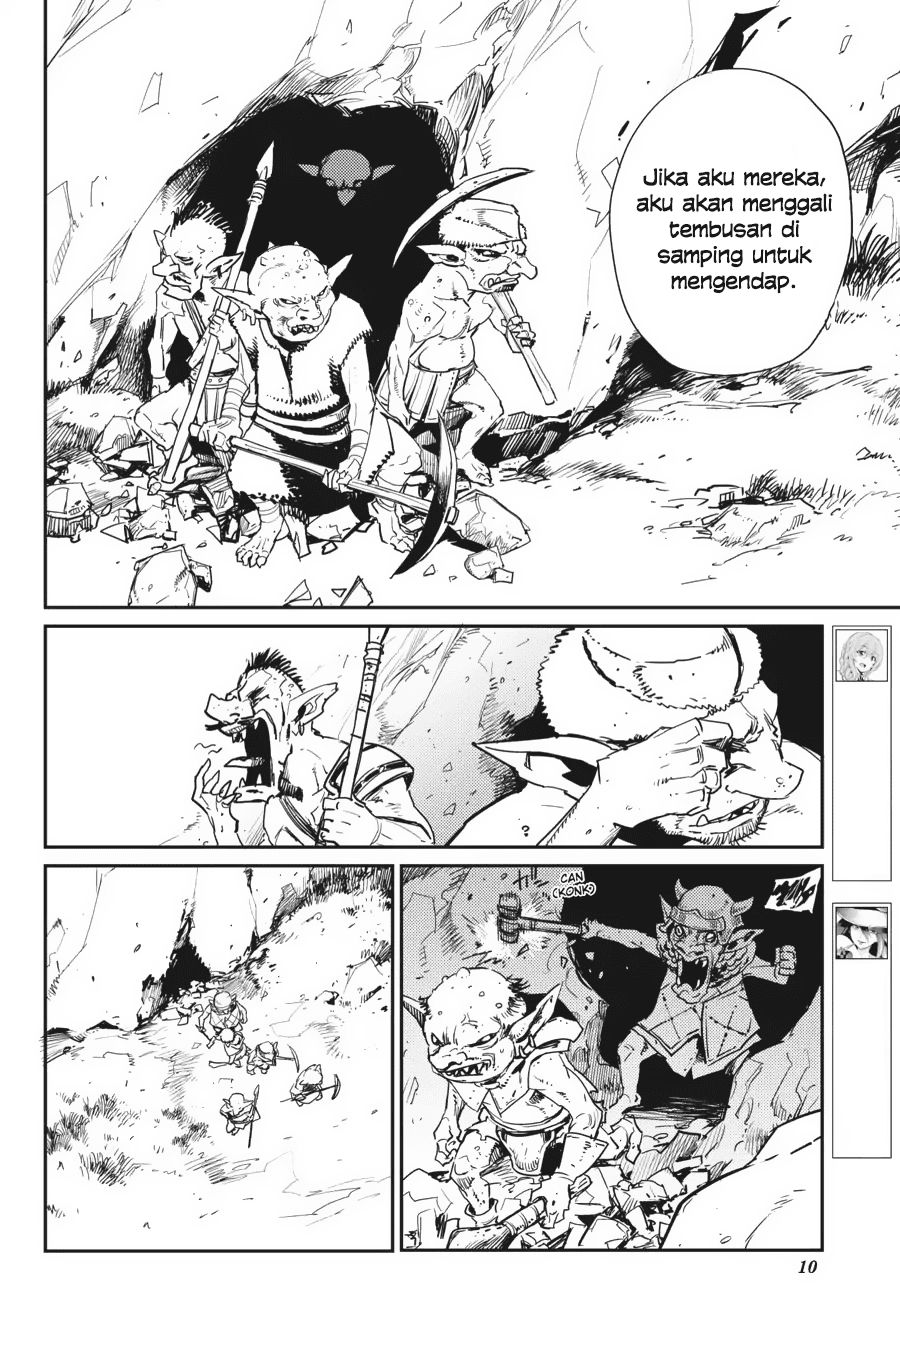 Jika aku mereka,
aku akan menggali
tembusan di
samping untuk
mengendap.
?
CAN
(KONK)
10